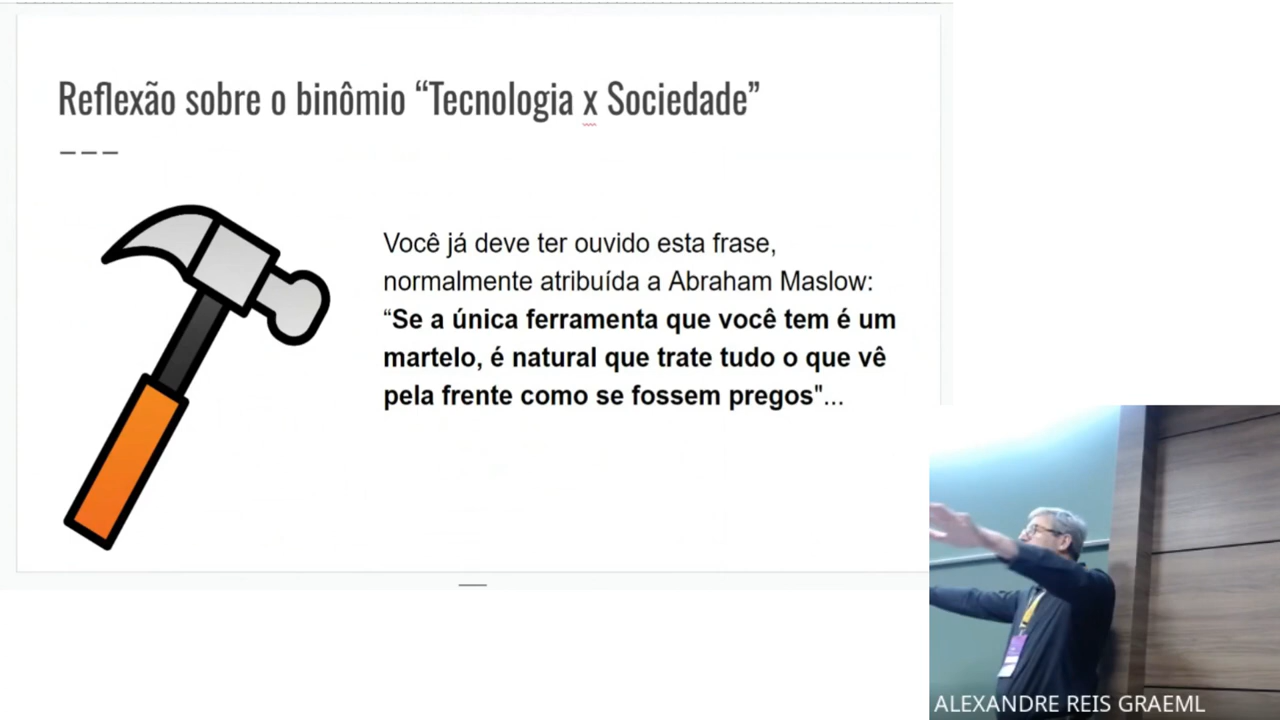 Reflexão sobre o binômio “Tecnologia x Sociedade”
Você já deve ter ouvido esta frase,
normalmente atribuída a Abraham Maslow:
“Se a única ferramenta que você tem é um
martelo, é natural que trate tudo o que vê
pela frente como se fossem pregos"...
ALEXANDRE REIS GRAEML